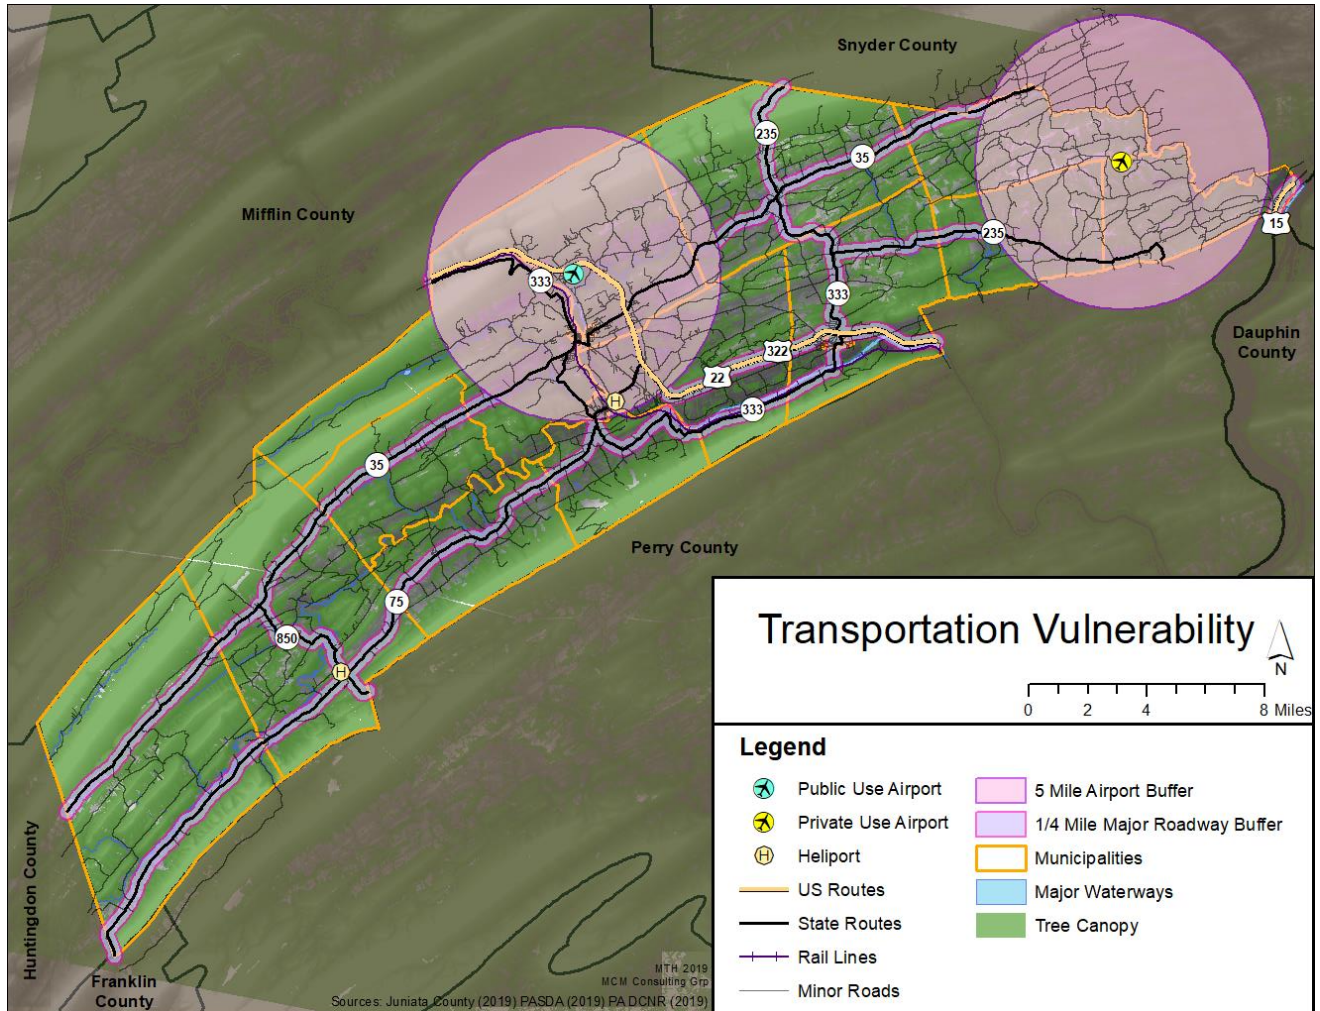 Snyder County
235
35
Mifflin County
15
235
333
333
Dauphin
County
322
22
H
333
35
Perry County
75
850
H
Huntingdon County
Franklin
County
MTH 2019
MCM Consulting Grp
Sources: Juniata County (2019) PASDA (2019) PA DCNR (2019)
Transportation Vulnerability
N
0 2 4 8 Miles
Legend
Public Use Airport
Private Use Airport
H Heliport
US Routes
State Routes
Rail Lines
Minor Roads
5 Mile Airport Buffer
1/4 Mile Major Roadway Buffer
Municipalities
Major Waterways
Tree Canopy